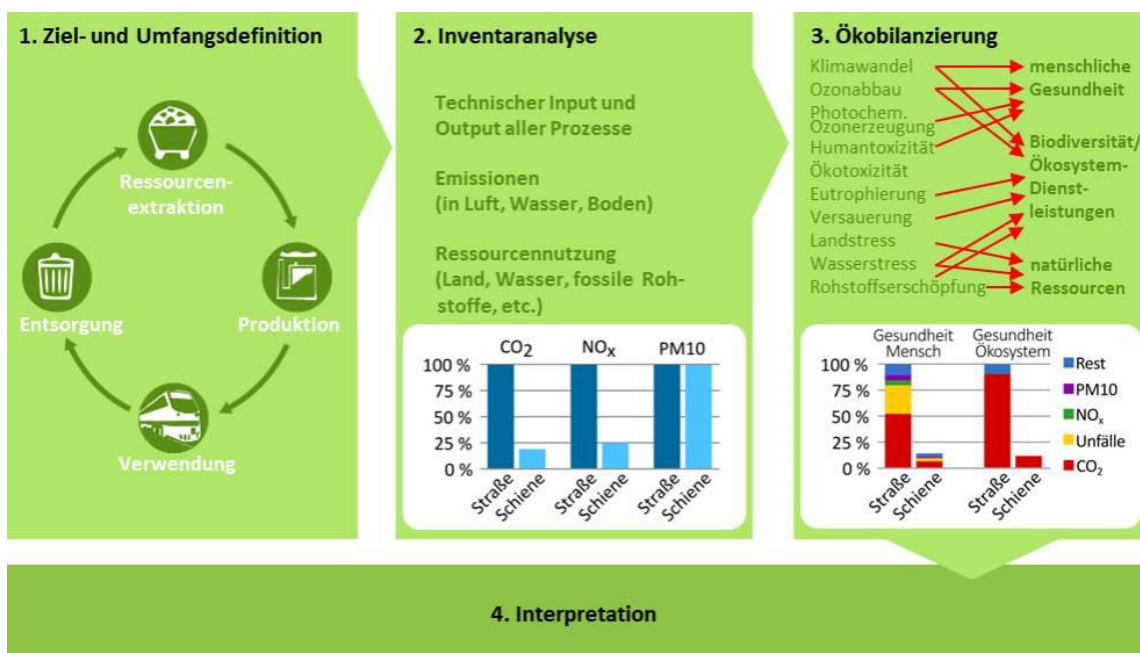 1. Ziel- und Umfangsdefinition
Ressourcen-
extraktion
Produktion
Verwendung
Entsorgung
2. Inventaranalyse
Technischer Input und
Output aller Prozesse
Emissionen
(in Luft, Wasser, Boden)
Ressourcennutzung
(Land, Wasser, fossile Roh-
stoffe, etc.)
CO₂ NOₓ PM10
100 %
75 %
50 %
25 %
0 %
Straße Schiene Straße Schiene Straße Schiene
3. Ökobilanzierung
Klimawandel
Ozonabbau
Photochem.
Ozonerzeugung
Humantoxizität
Ökotoxizität
Eutrophierung
Versauerung
Landstress
Wasserstress
Rohstoffserschöpfung
menschliche
Gesundheit
Biodiversität/
Ökosystem-
Dienst-
leistungen
natürliche
Ressourcen
Gesundheit
Mensch
Gesundheit
Ökosystem
100 %
75 %
50 %
25 %
0 %
Straße Schiene Straße Schiene
Rest
PM10
NOₓ
Unfälle
CO₂
4. Interpretation